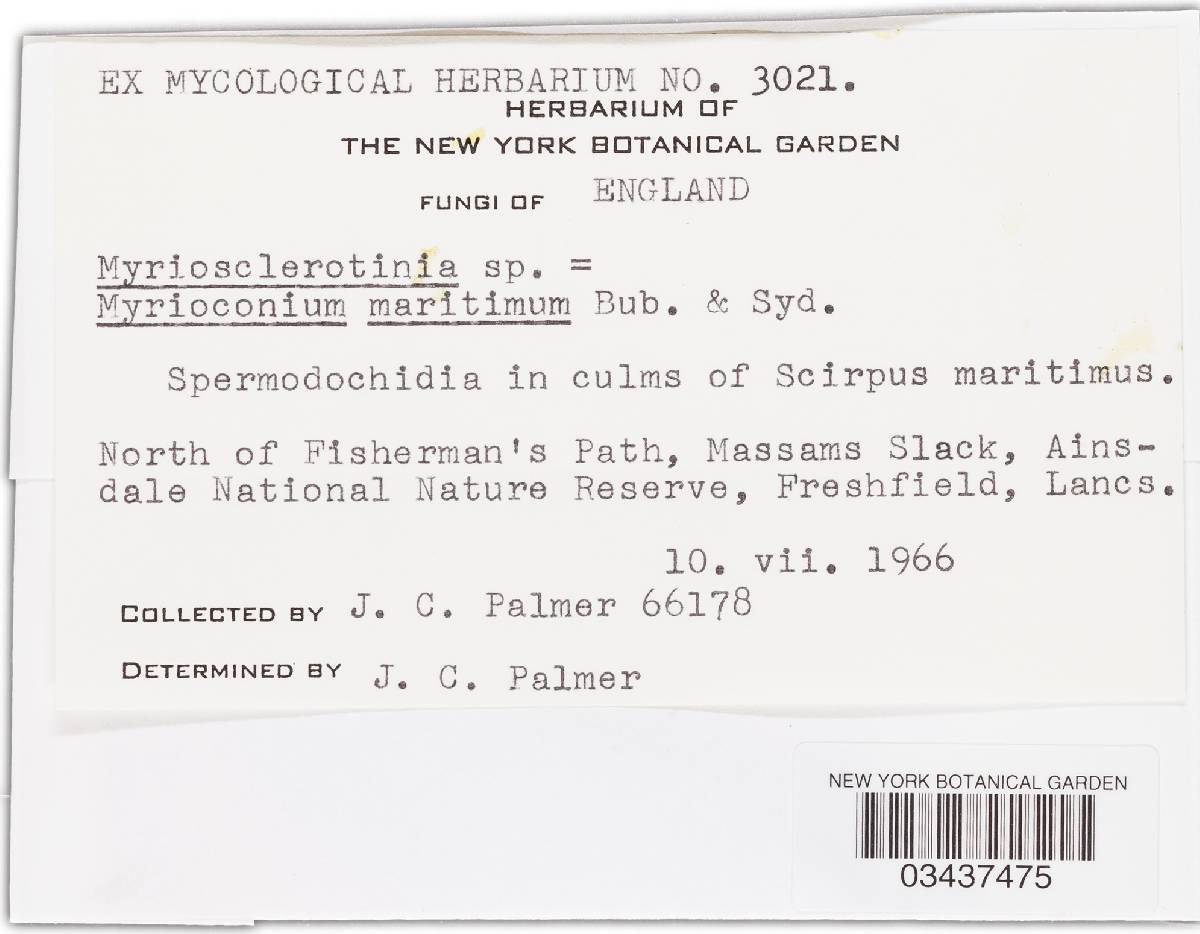 EX MYCOLOGICAL HERBARIUM NO. 3021.
HERBARIUM OF
THE NEW YORK BOTANICAL GARDEN
FUNGI OF ENGLAND
Myriosclerotinia sp. =
Myrioconium maritimum Bub. & Syd.
Spermodochidia in culms of Scirpus maritimus.
North of Fisherman's Path, Massams Slack, Ains-
dale National Nature Reserve, Freshfield, Lancs.
10. vii. 1966
COLLECTED BY J. C. Palmer 66178
DETERMINED BY J. C. Palmer
NEW YORK BOTANICAL GARDEN
03437475